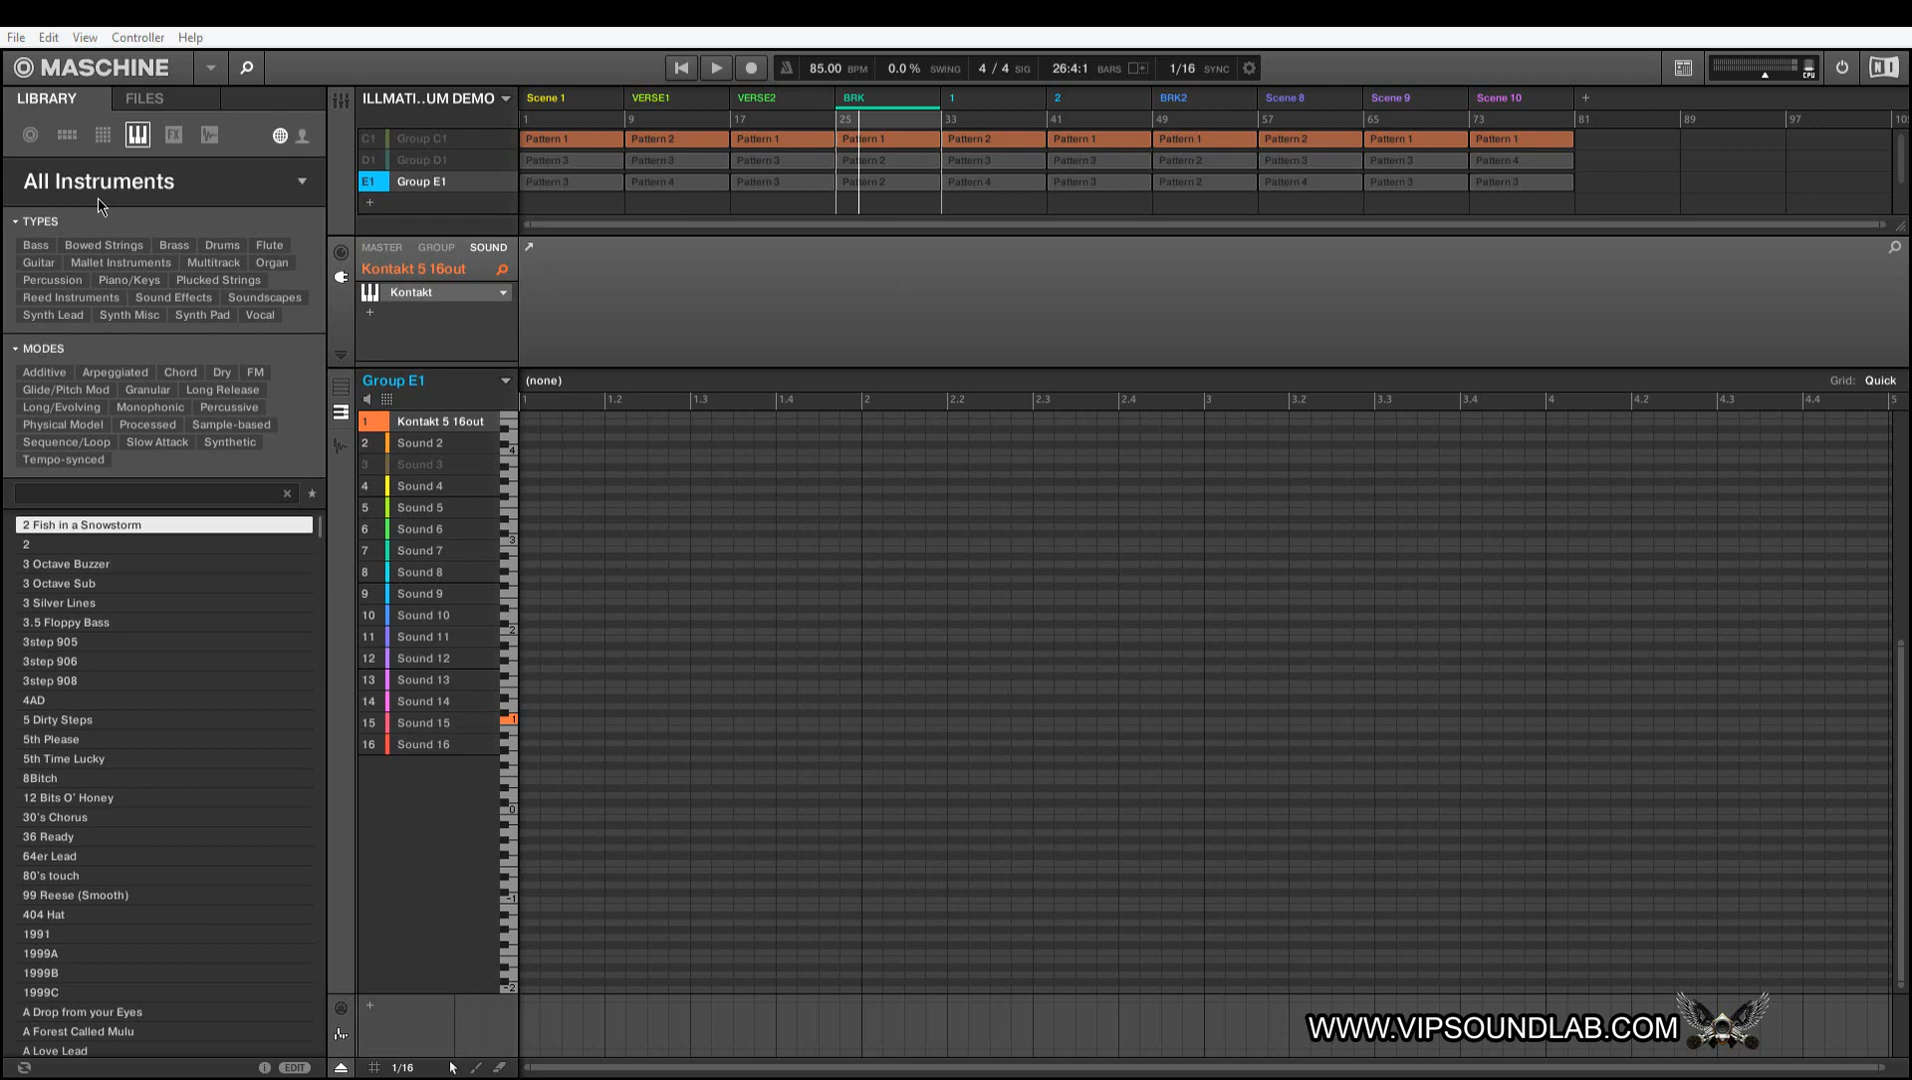 File Edit View Controller Help
MASCHINE 85.00 BPM 0.0 % SWING 4 / 4 SIG 26:4:1 BARS 1/16 SYNC CPU
LIBRARY FILES
ILLMATI..UM DEMO Scene 1 VERSE1 VERSE2 BRK 1 2 BRK2 Scene 8 Scene 9 Scene 10 +
1 9 17 25 33 41 49 57 65 73 81 89 97 10
FX
C1 Group C1 Pattern 1 Pattern 2 Pattern 1 Pattern 1 Pattern 2 Pattern 1 Pattern 1 Pattern 2 Pattern 1 Pattern 1
D1 Group D1 Pattern 3 Pattern 3 Pattern 3 Pattern 2 Pattern 3 Pattern 3 Pattern 2 Pattern 3 Pattern 3 Pattern 4
E1 Group E1 Pattern 3 Pattern 4 Pattern 3 Pattern 2 Pattern 4 Pattern 3 Pattern 2 Pattern 4 Pattern 3 Pattern 3
+
All Instruments
TYPES
Bass Bowed Strings Brass Drums Flute
Guitar Mallet Instruments Multitrack Organ
Percussion Piano/Keys Plucked Strings
Reed Instruments Sound Effects Soundscapes
Synth Lead Synth Misc Synth Pad Vocal
MODES
Additive Arpeggiated Chord Dry FM
Glide/Pitch Mod Granular Long Release
Long/Evolving Monophonic Percussive
Physical Model Processed Sample-based
Sequence/Loop Slow Attack Synthetic
Tempo-synced
2 Fish in a Snowstorm
2
3 Octave Buzzer
3 Octave Sub
3 Silver Lines
3.5 Floppy Bass
3step 905
3step 906
3step 908
4AD
5 Dirty Steps
5th Please
5th Time Lucky
8Bitch
12 Bits O' Honey
30's Chorus
36 Ready
64er Lead
80's touch
99 Reese (Smooth)
404 Hat
1991
1999A
1999B
1999C
A Drop from your Eyes
A Forest Called Mulu
A Love Lead
EDIT
MASTER GROUP SOUND
Kontakt 5 16out
Kontakt
+
Group E1 (none) Grid: Quick
1 1.2 1.3 1.4 2 2.2 2.3 2.4 3 3.2 3.3 3.4 4 4.2 4.3 4.4 5
1 Kontakt 5 16out
2 Sound 2
3 Sound 3
4 Sound 4
5 Sound 5
6 Sound 6
7 Sound 7
8 Sound 8
9 Sound 9
10 Sound 10
11 Sound 11
12 Sound 12
13 Sound 13
14 Sound 14
15 Sound 15
16 Sound 16
4
3
2
1
0
-1
-2
+
1/16
WWW.VIPSOUNDLAB.COM